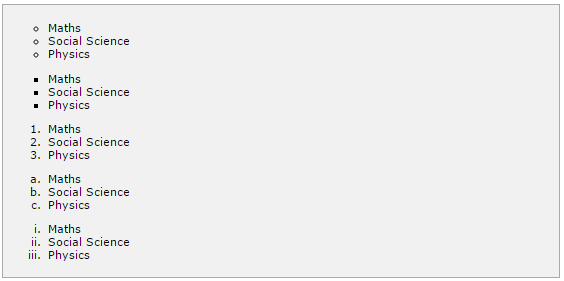 ◦ Maths
◦ Social Science
◦ Physics
▪ Maths
▪ Social Science
▪ Physics
1. Maths
2. Social Science
3. Physics
a. Maths
b. Social Science
c. Physics
i. Maths
ii. Social Science
iii. Physics